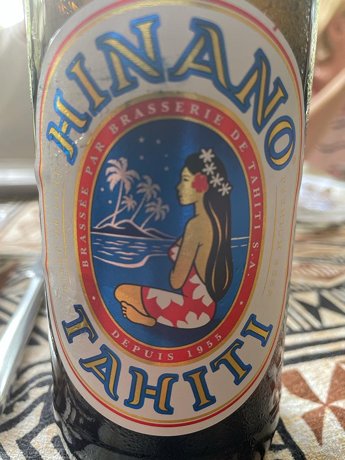 HINANO
BRASSÉE PAR BRASSERIE DE TAHITI S.A.
DEPUIS 1955
TAHITI